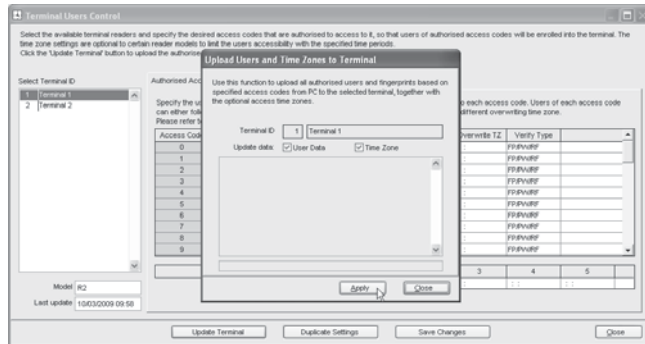 Terminal Users Control
Select the available terminal readers and specify the desired access codes that are authorised to access to it, so that users of authorised access codes will be enrolled into the terminal. The
time zone settings are optional to certain reader models to limit the users accessibility with the specified time periods.
Click the 'Update Terminal' button to upload the authorise
Select Terminal ID
1 Terminal 1
2 Terminal 2
Model R2
Last update 10/03/2009 09:58
Authorised Acc
Specify the us
o each access code. Users of each access code
can either foll
different overwriting time zone.
Please refer t
Access Code
Overwrite TZ Verify Type
0 : FP/PW/RF
1 : FP/PW/RF
2 : FP/PW/RF
3 : FP/PW/RF
4 : FP/PW/RF
5 : FP/PW/RF
6 : FP/PW/RF
7 : FP/PW/RF
8 : FP/PW/RF
9 : FP/PW/RF
3 4 5
: : : : :
Upload Users and Time Zones to Terminal
Use this function to upload all authorised users and fingerprints based on
specified access codes from PC to the selected terminal, together with
the optional access time zones.
Terminal ID 1 Terminal 1
Update data: User Data Time Zone
Apply Close
Update Terminal Duplicate Settings Save Changes Close